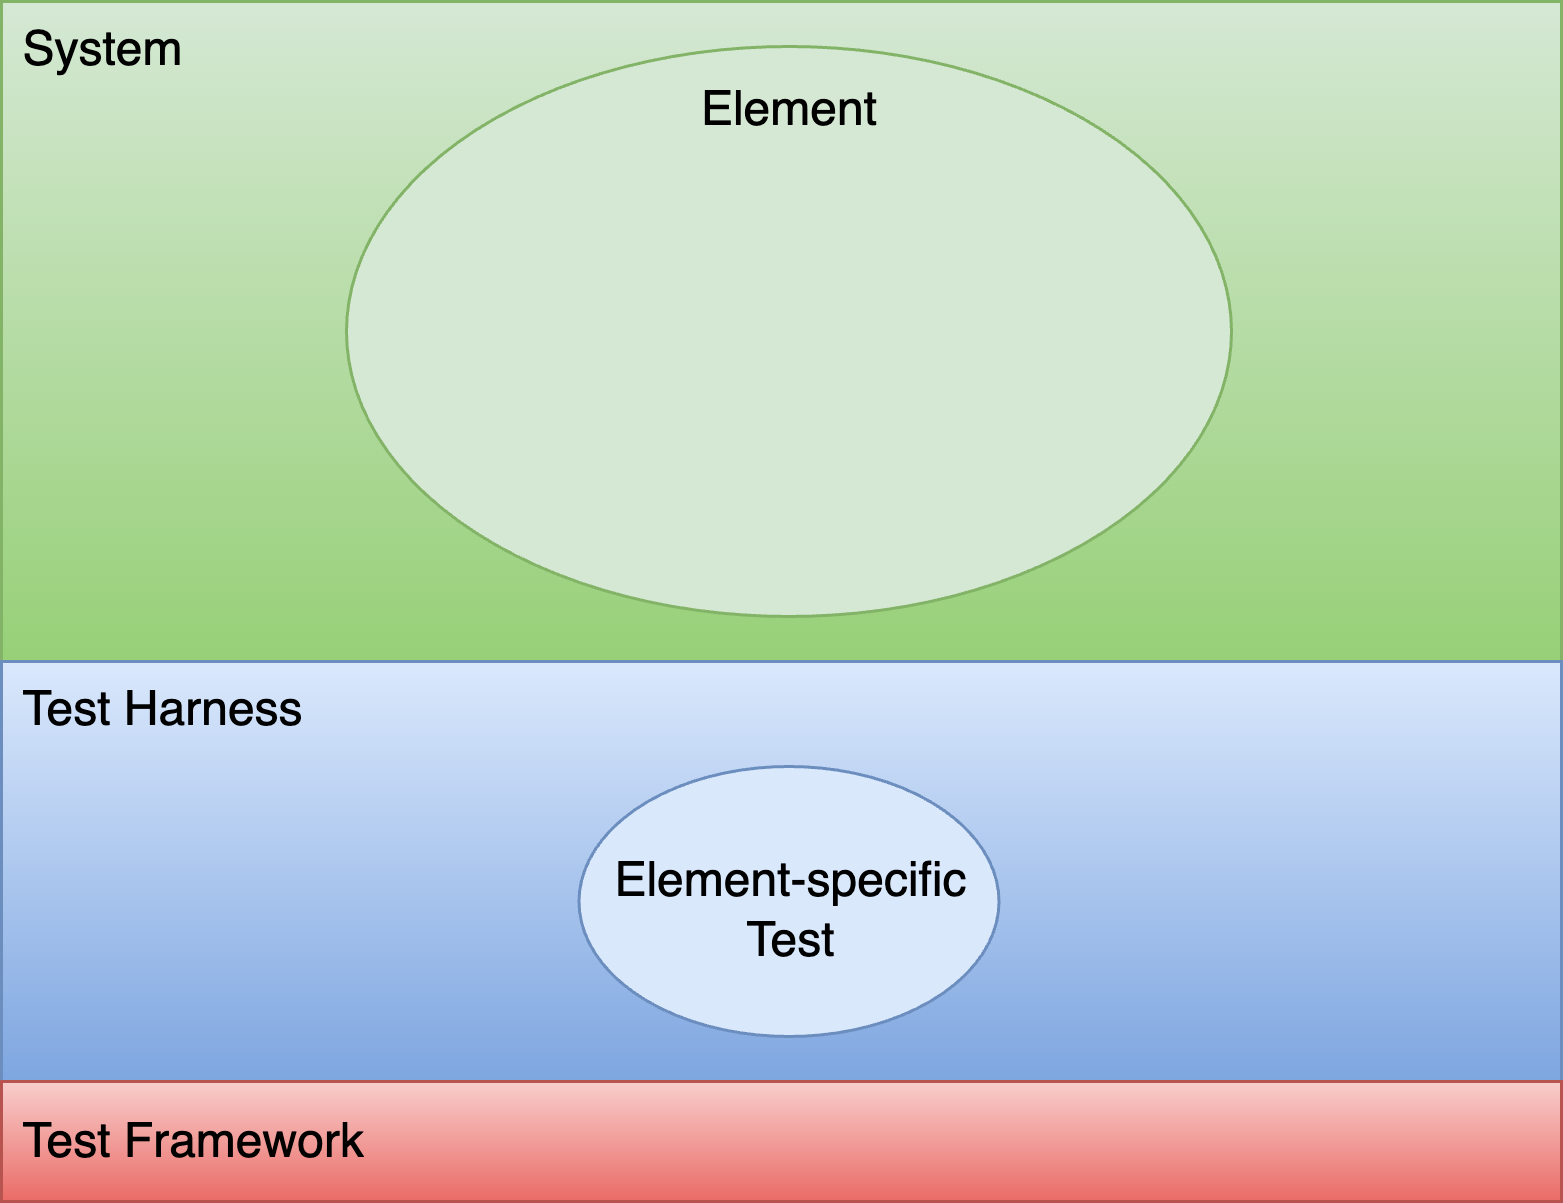 System
Element
Test Harness
Element-specific
Test
Test Framework